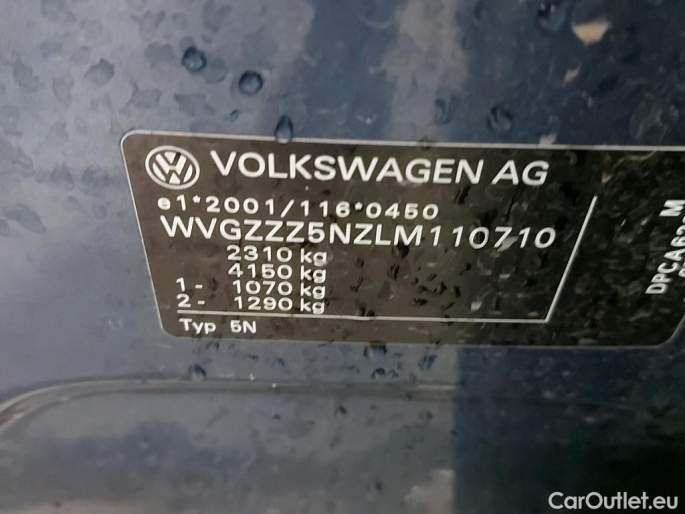 VOLKSWAGEN AG
e1*2001/116*0450
WVGZZZ5NZLM110710
2310 kg
4150 kg
1- 1070 kg
2- 1290 kg
Typ 5N
M
CarOutlet.eu